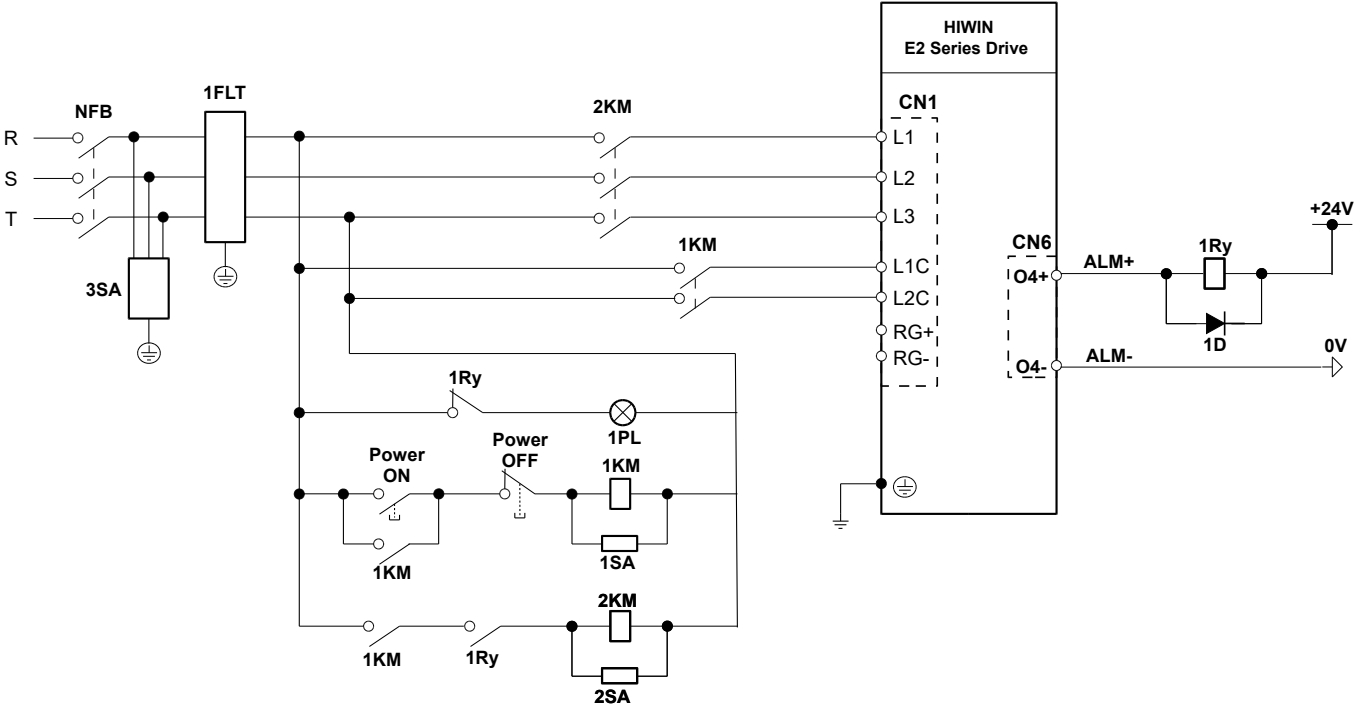 HIWIN
E2 Series Drive
1FLT
NFB
2KM
CN1
R
L1
S
L2
T
L3
+24V
1KM
CN6
1Ry
3SA
L1C
O4+
ALM+
L2C
RG+
1D
RG-
O4-
ALM-
0V
1Ry
1PL
Power
ON
Power
OFF
1KM
1KM
1SA
2KM
1KM
1Ry
2SA